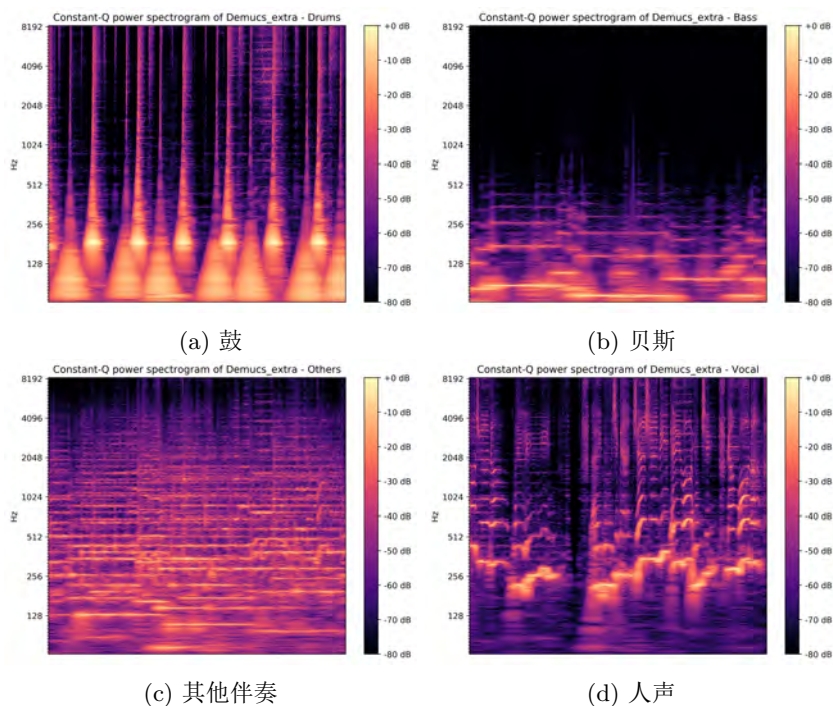 Constant-Q power spectrogram of Demucs_extra - Drums
8192
4096
2048
1024
512
256
128
Hz
+0 dB
-10 dB
-20 dB
-30 dB
-40 dB
-50 dB
-60 dB
-70 dB
-80 dB
(a) 鼓
Constant-Q power spectrogram of Demucs_extra - Bass
8192
4096
2048
1024
512
256
128
Hz
+0 dB
-10 dB
-20 dB
-30 dB
-40 dB
-50 dB
-60 dB
-70 dB
-80 dB
(b) 贝斯
Constant-Q power spectrogram of Demucs_extra - Others
8192
4096
2048
1024
512
256
128
Hz
+0 dB
-10 dB
-20 dB
-30 dB
-40 dB
-50 dB
-60 dB
-70 dB
-80 dB
(c) 其他伴奏
Constant-Q power spectrogram of Demucs_extra - Vocal
8192
4096
2048
1024
512
256
128
Hz
+0 dB
-10 dB
-20 dB
-30 dB
-40 dB
-50 dB
-60 dB
-70 dB
-80 dB
(d) 人声